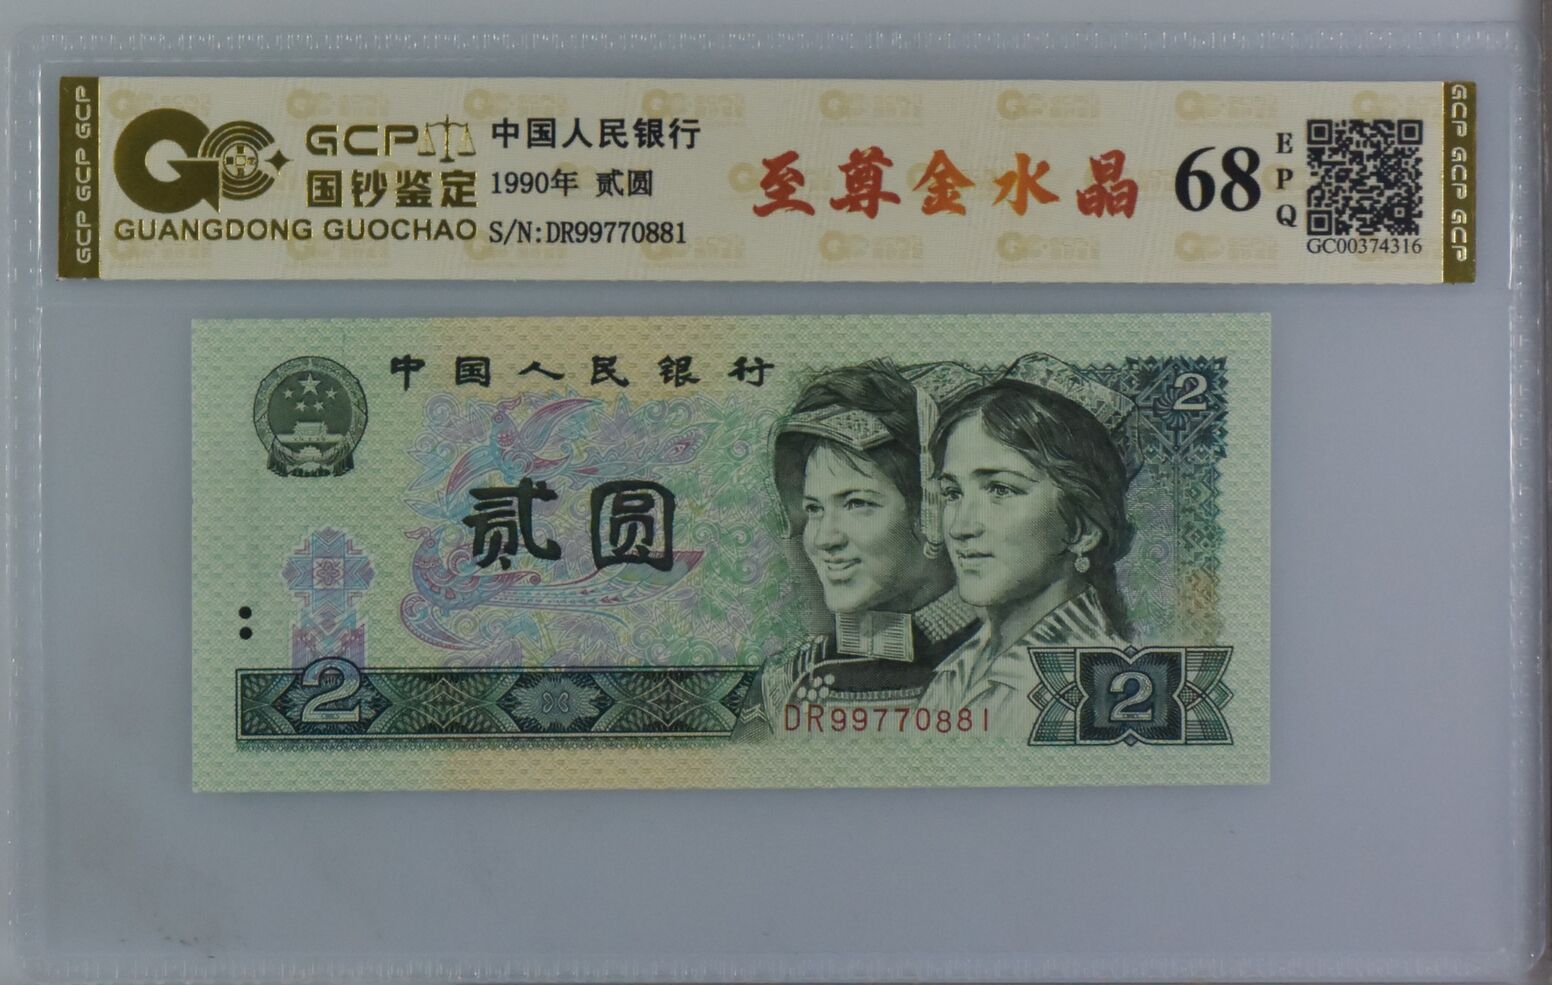 GCP GCP GCP
GCP
国钞鉴定
GUANGDONG GUOCHAO
中国人民银行
1990年 贰圆
S/N:DR99770881
至尊金水晶
68
EPQ
GC00374316
GCP GCP GCP
中国人民银行
2
贰圆
2
DR99770881
2